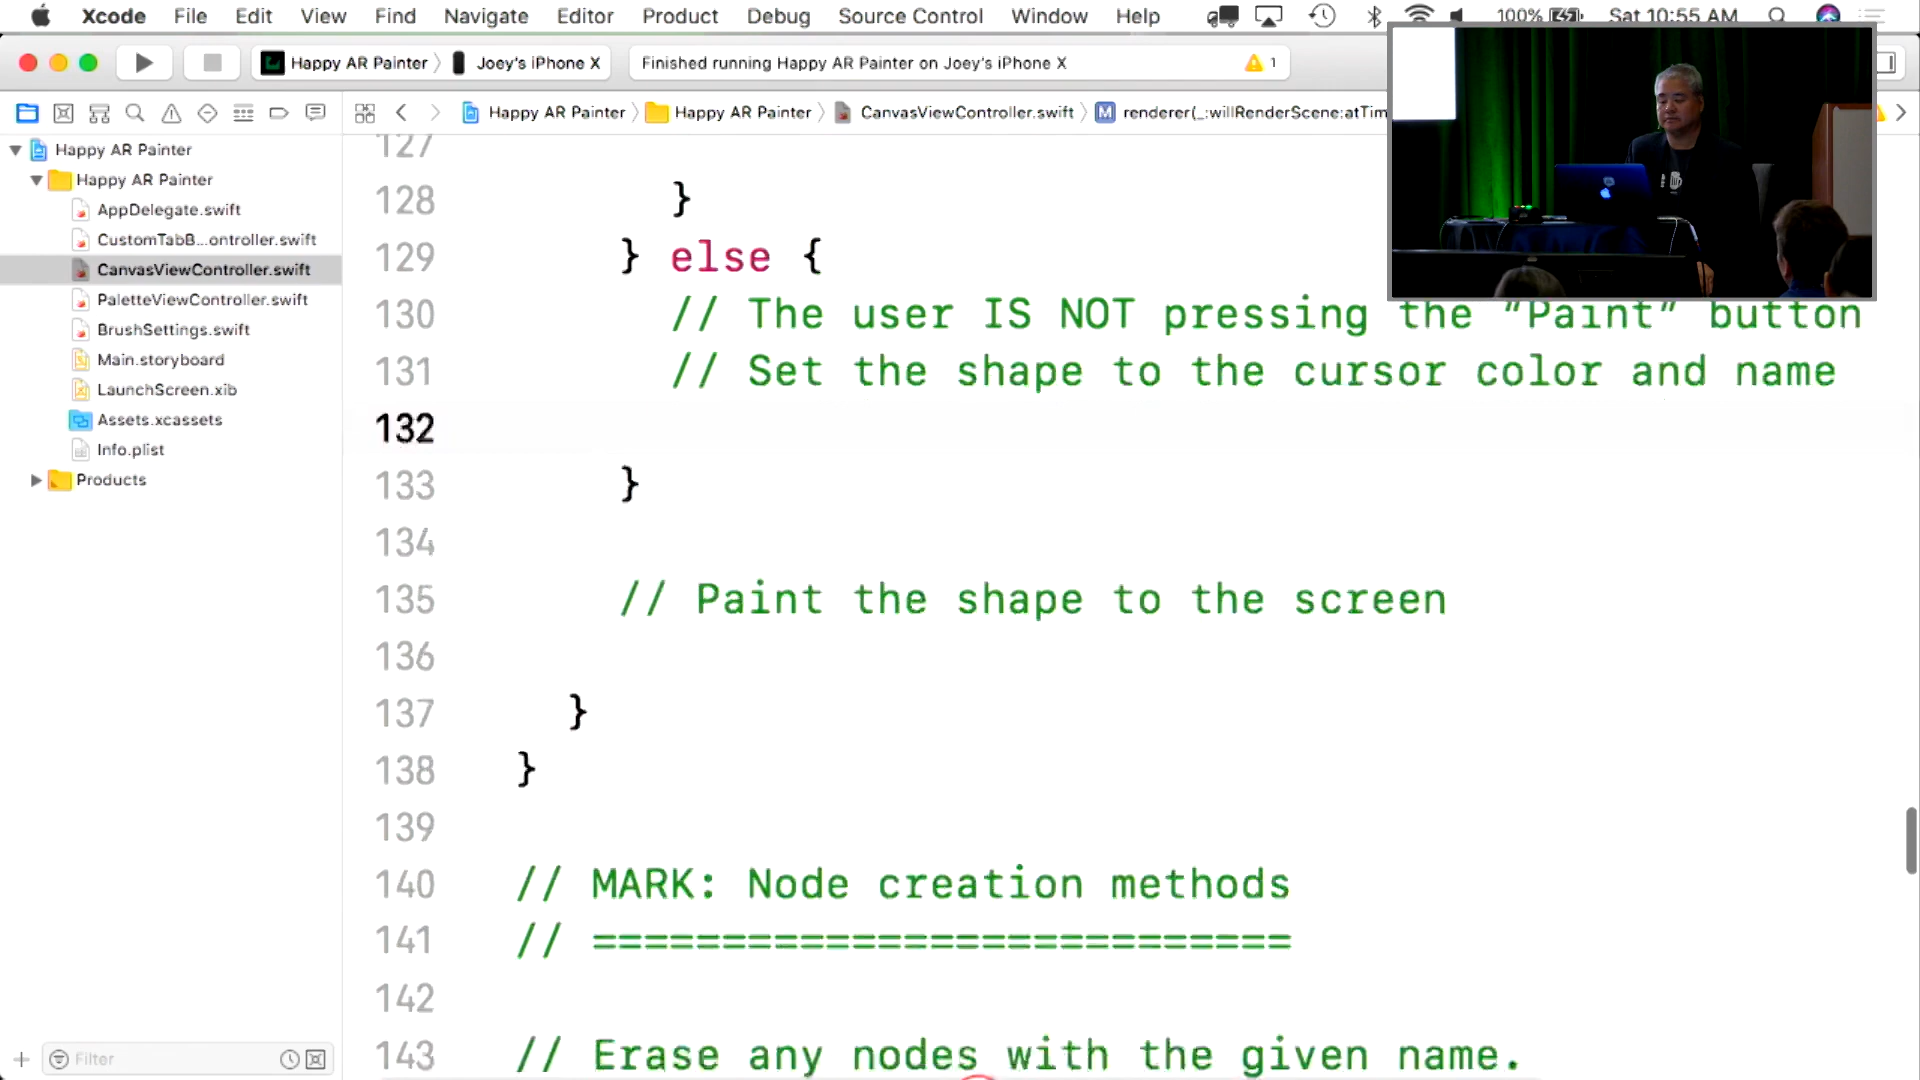 Xcode File Edit View Find Navigate Editor Product Debug Source Control Window Help 100% Sat 10:55 AM
Happy AR Painter Joey's iPhone X Finished running Happy AR Painter on Joey's iPhone X 1
Happy AR Painter Happy AR Painter CanvasViewController.swift M renderer(_:willRenderScene:atTim
Happy AR Painter
Happy AR Painter
AppDelegate.swift
CustomTabB...ontroller.swift
CanvasViewController.swift
PaletteViewController.swift
BrushSettings.swift
Main.storyboard
LaunchScreen.xib
Assets.xcassets
Info.plist
Products
Filter
127
128 }
129 } else {
130 // The user IS NOT pressing the “Paint” button
131 // Set the shape to the cursor color and name
132
133 }
134
135 // Paint the shape to the screen
136
137 }
138 }
139
140 // MARK: Node creation methods
141 // ===========================
142
143 // Erase any nodes with the given name.